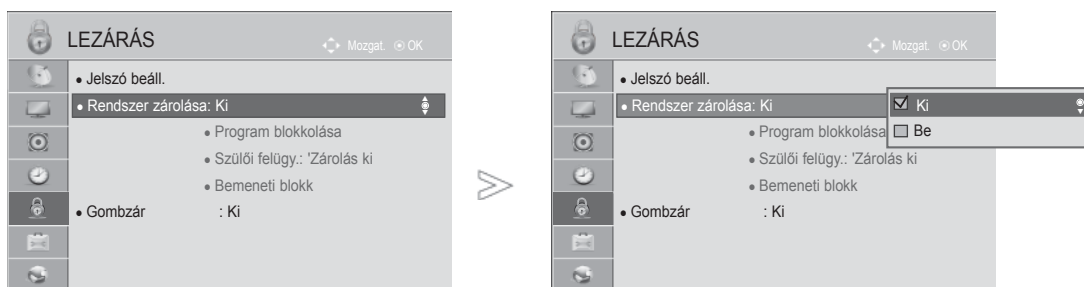 LEZÁRÁS
Mozgat. OK
• Jelszó beáll.
• Rendszer zárolása: Ki
• Program blokkolása
• Szülői felügy.: 'Zárolás ki
• Bemeneti blokk
• Gombzár : Ki
LEZÁRÁS
Mozgat. OK
• Jelszó beáll.
• Rendszer zárolása: Ki
Ki
• Program blokkolása
Be
• Szülői felügy.: 'Zárolás ki
• Bemeneti blokk
• Gombzár : Ki